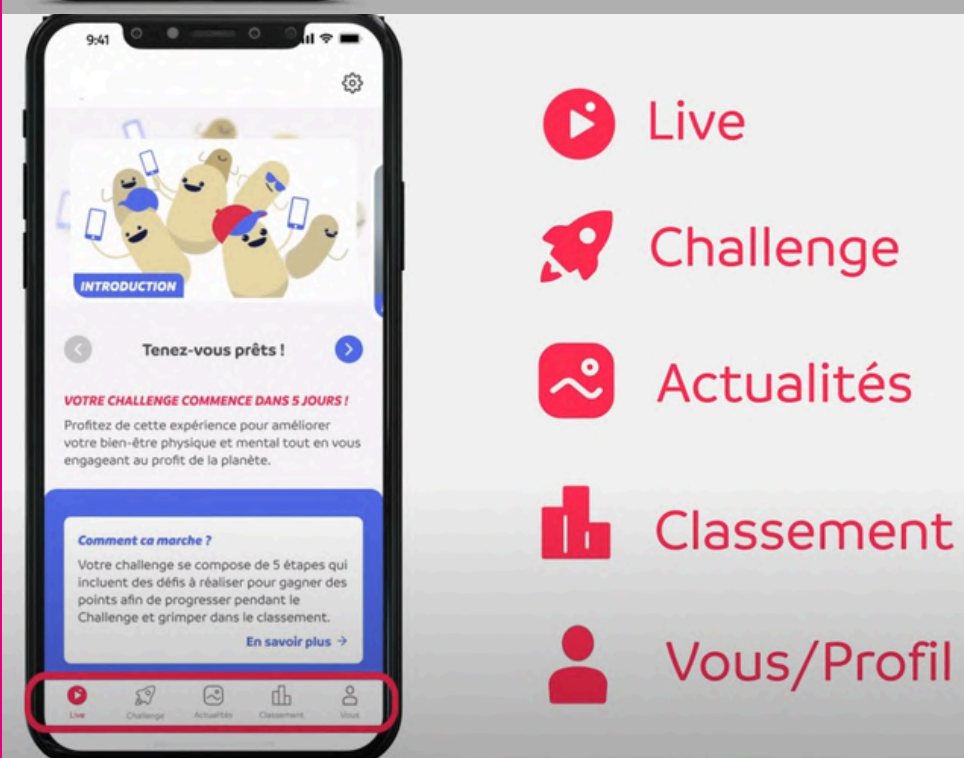 9:41
INTRODUCTION
Tenez-vous prêts !
VOTRE CHALLENGE COMMENCE DANS 5 JOURS !
Profitez de cette expérience pour améliorer
votre bien-être physique et mental tout en vous
engageant au profit de la planète.
Comment ca marche ?
Votre challenge se compose de 5 étapes qui
incluent des défis à réaliser pour gagner des
points afin de progresser pendant le
Challenge et grimper dans le classement.
En savoir plus →
Live
Challenge
Actualités
Classement
Vous
Live
Challenge
Actualités
Classement
Vous/Profil